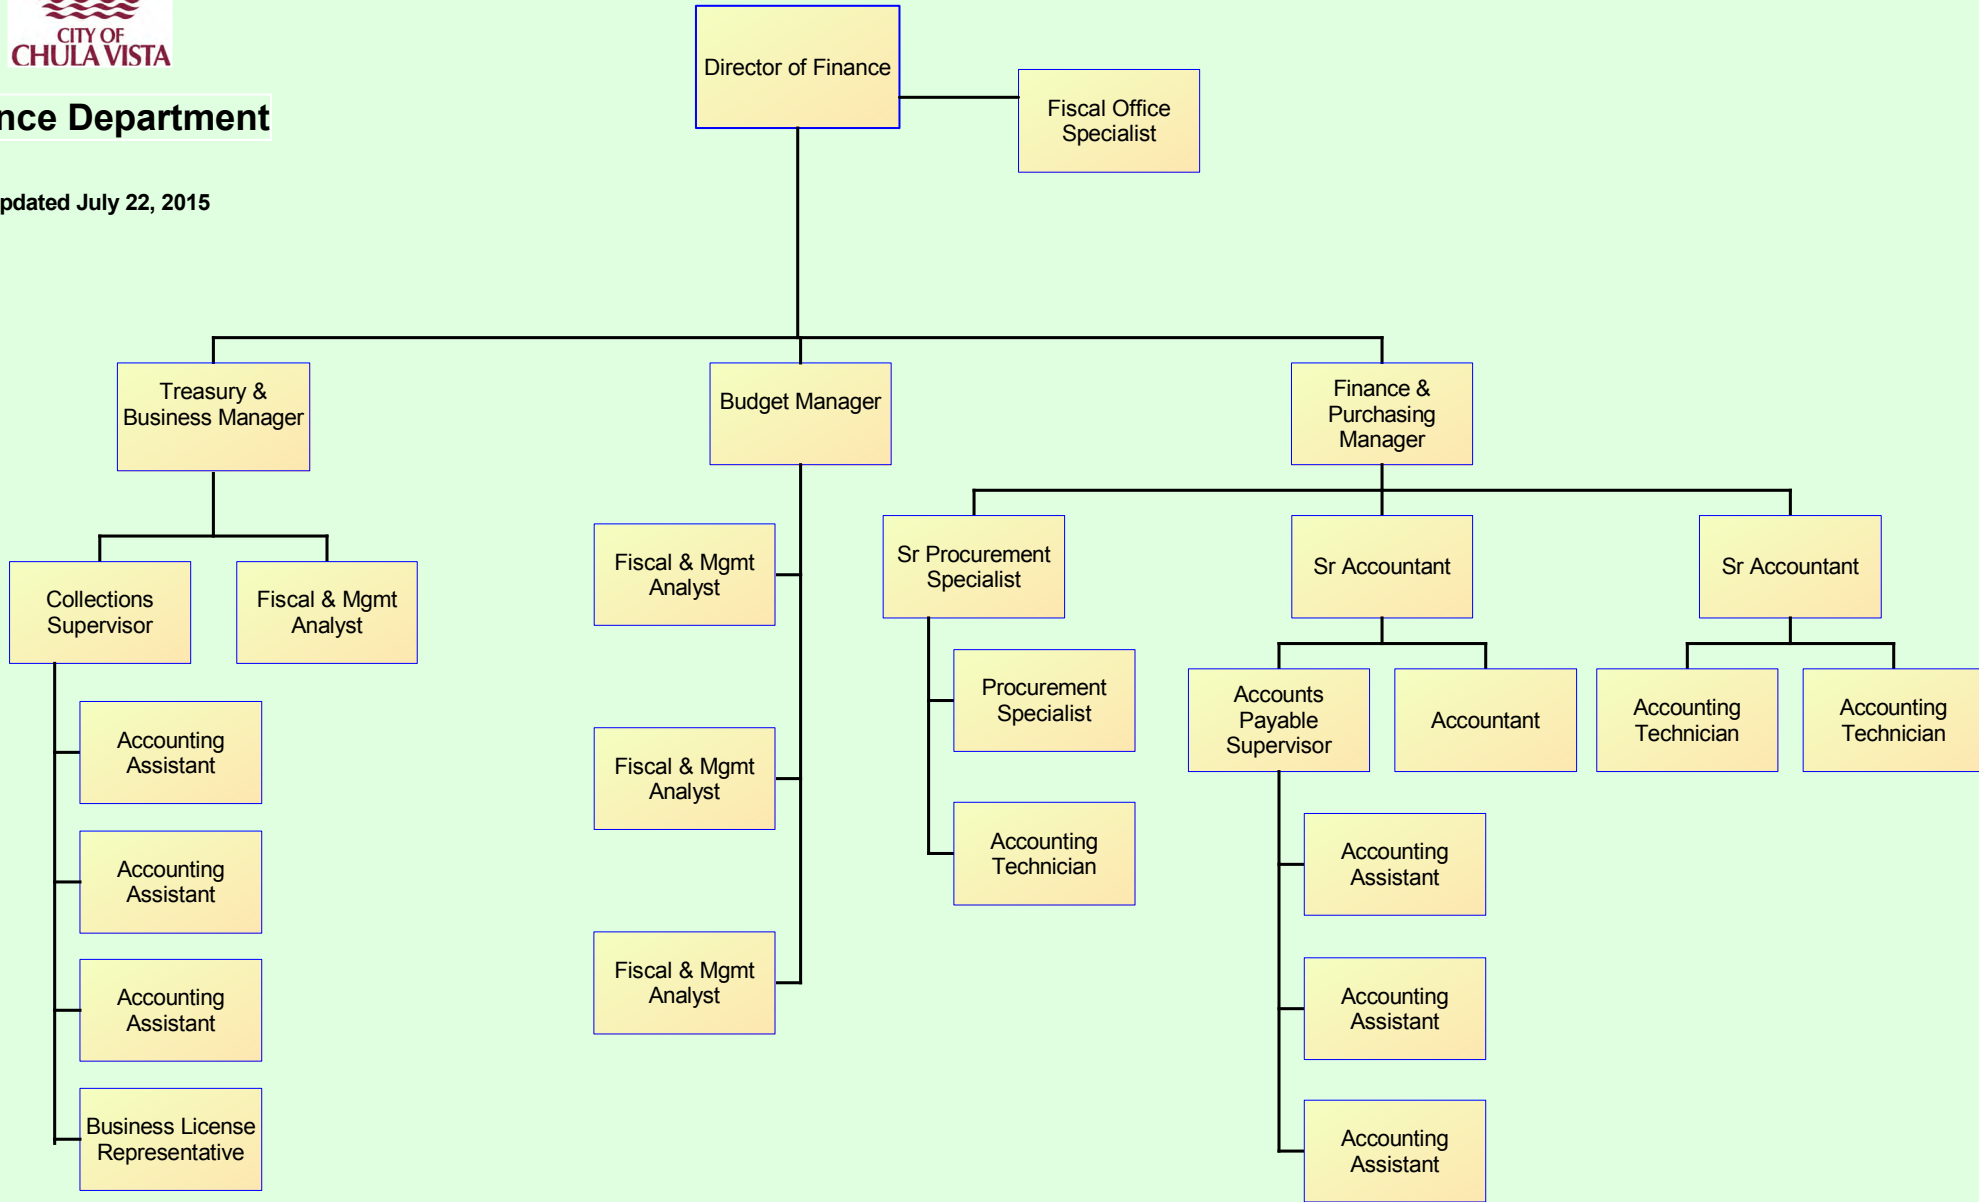 CITY OF
CHULA VISTA
nce Department
pdated July 22, 2015
Director of Finance
Fiscal Office
Specialist
Treasury &
Business Manager
Budget Manager
Finance &
Purchasing
Manager
Collections
Supervisor
Fiscal & Mgmt
Analyst
Fiscal & Mgmt
Analyst
Sr Procurement
Specialist
Sr Accountant
Sr Accountant
Procurement
Specialist
Accounts
Payable
Supervisor
Accountant
Accounting
Technician
Accounting
Technician
Accounting
Assistant
Fiscal & Mgmt
Analyst
Accounting
Technician
Accounting
Assistant
Accounting
Assistant
Fiscal & Mgmt
Analyst
Accounting
Assistant
Accounting
Assistant
Business License
Representative
Accounting
Assistant